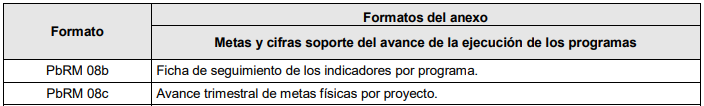 Formato
Formatos del anexo
Metas y cifras soporte del avance de la ejecución de los programas
PbRM 08b Ficha de seguimiento de los indicadores por programa.
PbRM 08c Avance trimestral de metas físicas por proyecto.